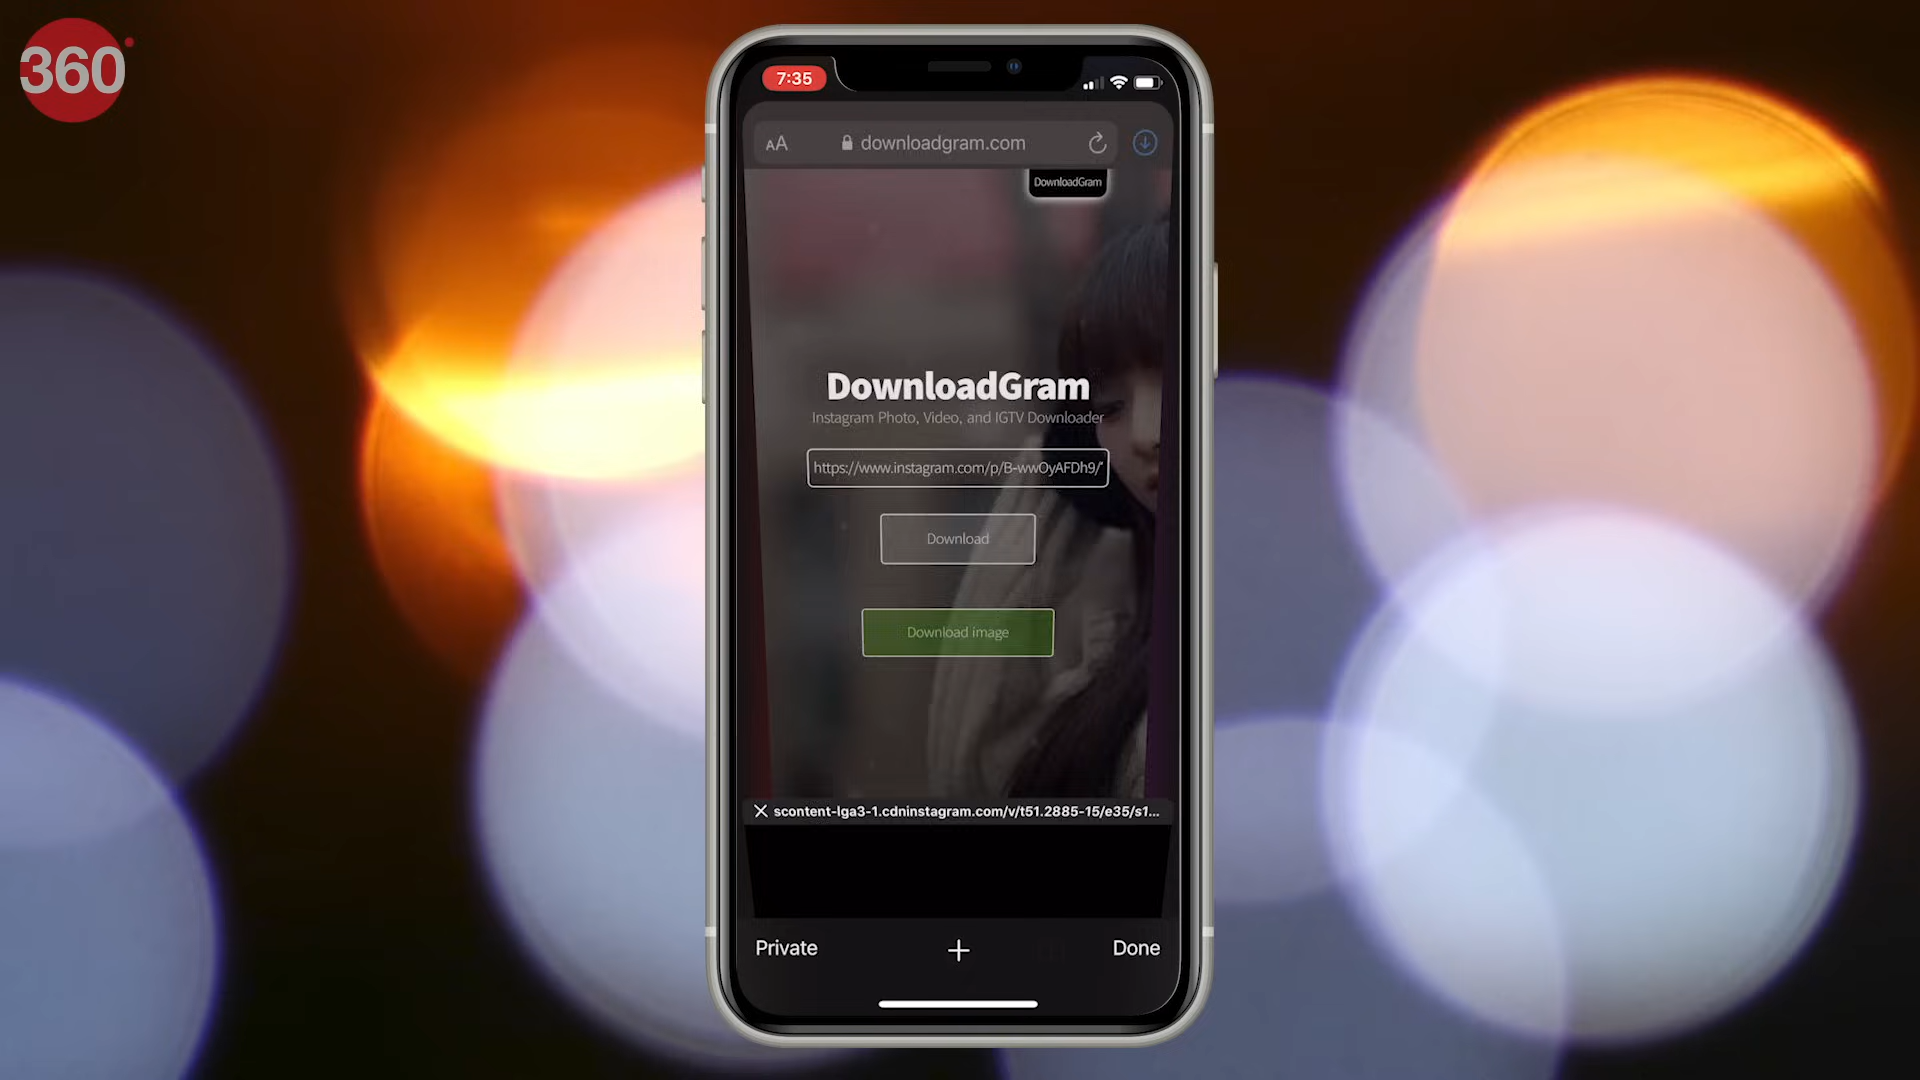 360
7:35
AA downloadgram.com
DownloadGram
DownloadGram
Instagram Photo, Video, and IGTV Downloader
https://www.instagram.com/p/B-wwOyAFDh9/
Download
Download image
scontent-lga3-1.cdninstagram.com/v/t51.2885-15/e35/s1...
Private + Done